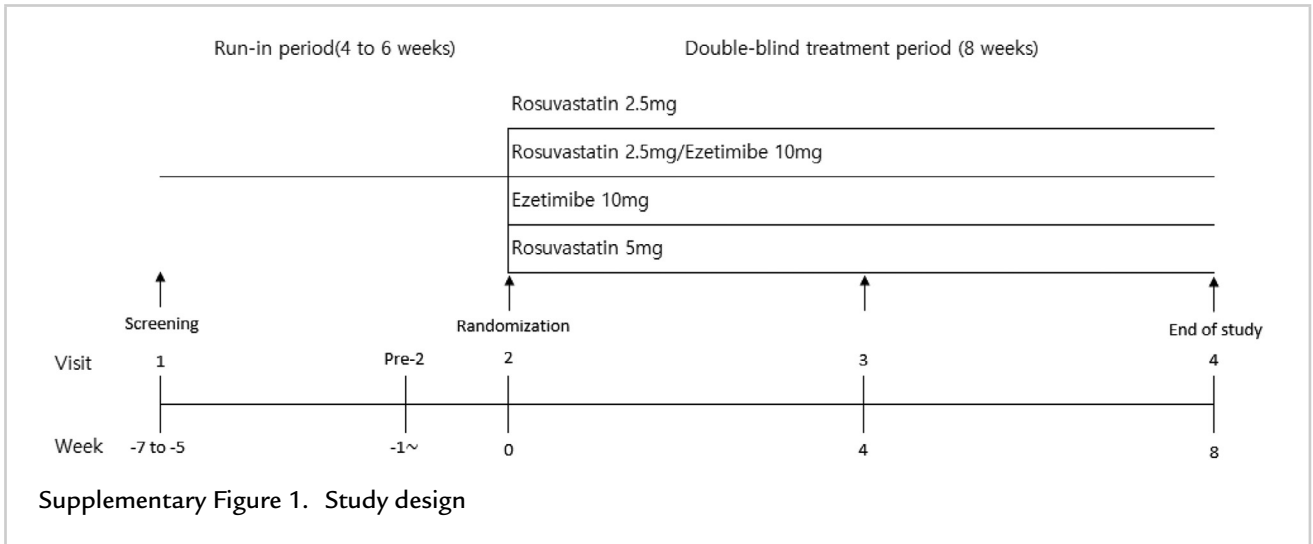 Run-in period(4 to 6 weeks) Double-blind treatment period (8 weeks)
Rosuvastatin 2.5mg
Rosuvastatin 2.5mg/Ezetimibe 10mg
Ezetimibe 10mg
Rosuvastatin 5mg
Screening Randomization End of study
Visit 1 Pre-2 2 3 4
Week -7 to -5 -1~ 0 4 8
Supplementary Figure 1. Study design